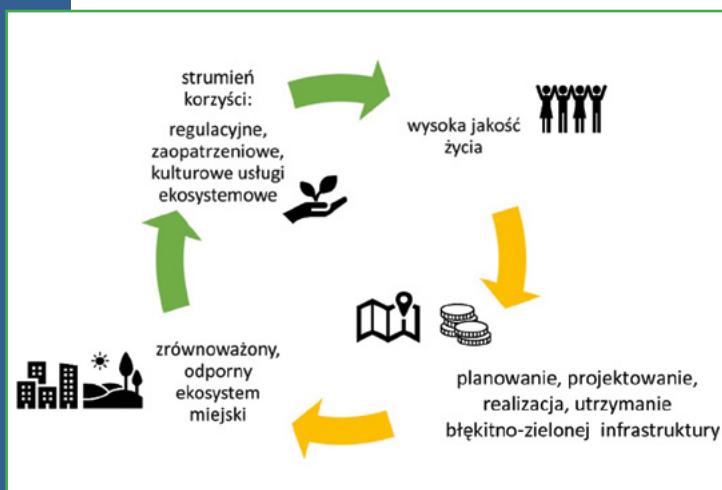 strumień
korzyści:
regulacyjne,
zaopatrzeniowe,
kulturowe usługi
ekosystemowe
wysoka jakość
życia
planowanie, projektowanie,
realizacja, utrzymanie
błękitno-zielonej infrastruktury
zrównoważony,
odporny
ekosystem
miejski